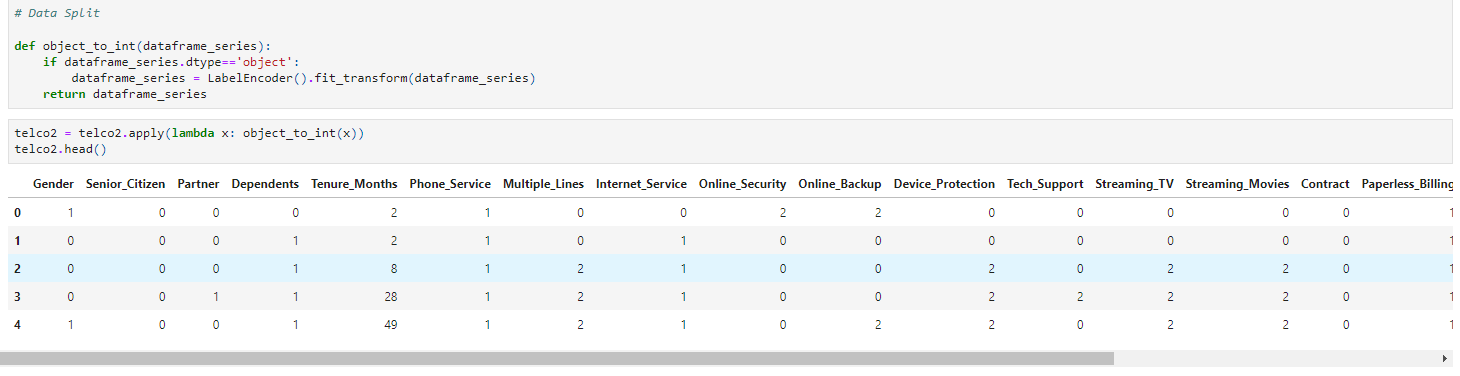 # Data Split
def object_to_int(dataframe_series):
if dataframe_series.dtype=='object':
dataframe_series = LabelEncoder().fit_transform(dataframe_series)
return dataframe_series
telco2 = telco2.apply(lambda x: object_to_int(x))
telco2.head()
Gender Senior_Citizen Partner Dependents Tenure_Months Phone_Service Multiple_Lines Internet_Service Online_Security Online_Backup Device_Protection Tech_Support Streaming_TV Streaming_Movies Contract Paperless_Billing
0 1 0 0 0 2 1 0 0 2 2 0 0 0 0 0 1
1 0 0 0 1 2 1 0 1 0 0 0 0 0 0 0 1
2 0 0 0 1 8 1 2 1 0 0 2 0 2 2 0 1
3 0 0 1 1 28 1 2 1 0 0 2 2 2 2 0 1
4 1 0 0 1 49 1 2 1 0 2 2 0 2 2 0 1